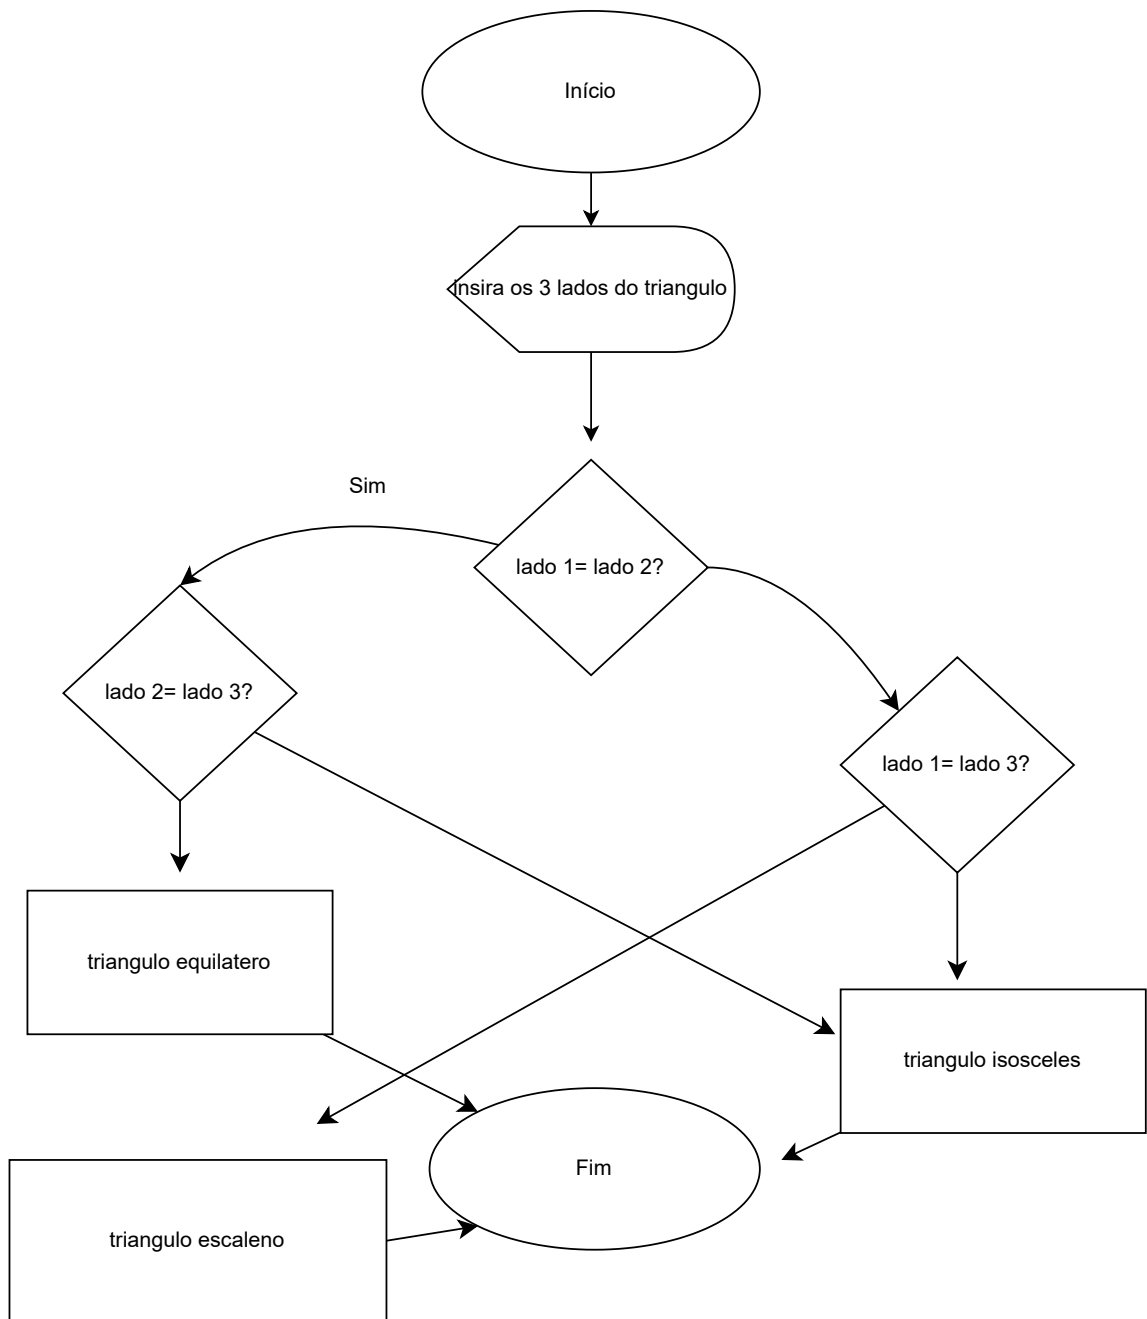 Início
insira os 3 lados do triangulo
Sim
lado 1= lado 2?
lado 2= lado 3?
lado 1= lado 3?
triangulo equilatero
triangulo isosceles
Fim
triangulo escaleno